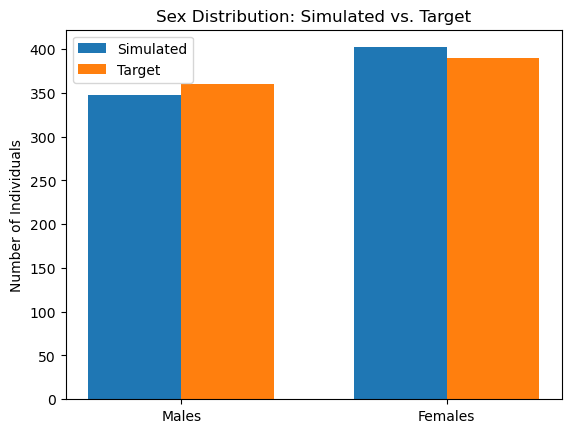 Sex Distribution: Simulated vs. Target
Simulated
Target
Number of Individuals
400
350
300
250
200
150
100
50
0
Males
Females